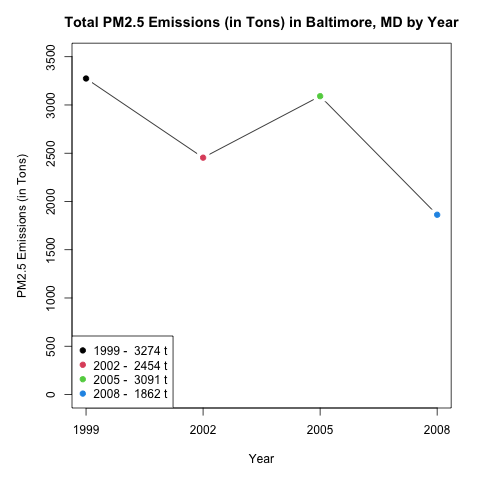 Total PM2.5 Emissions (in Tons) in Baltimore, MD by Year
PM2.5 Emissions (in Tons)
3500
3000
2500
2000
1500
1000
500
0
1999 - 3274 t
2002 - 2454 t
2005 - 3091 t
2008 - 1862 t
1999 2002 2005 2008
Year